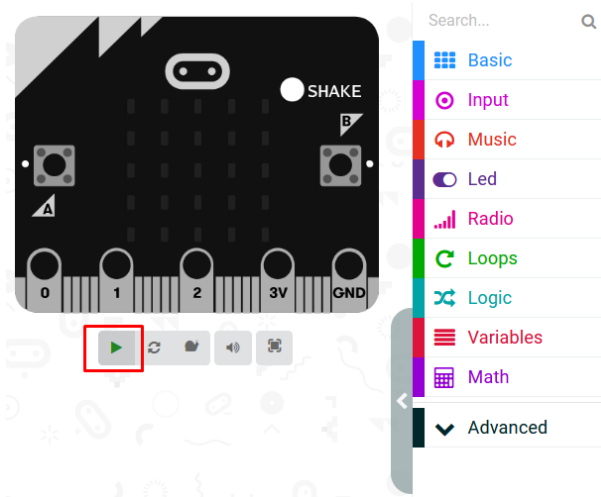 Search...
SHAKE
B
A
0 1 2 3V GND
Basic
Input
Music
Led
Radio
Loops
Logic
Variables
Math
Advanced